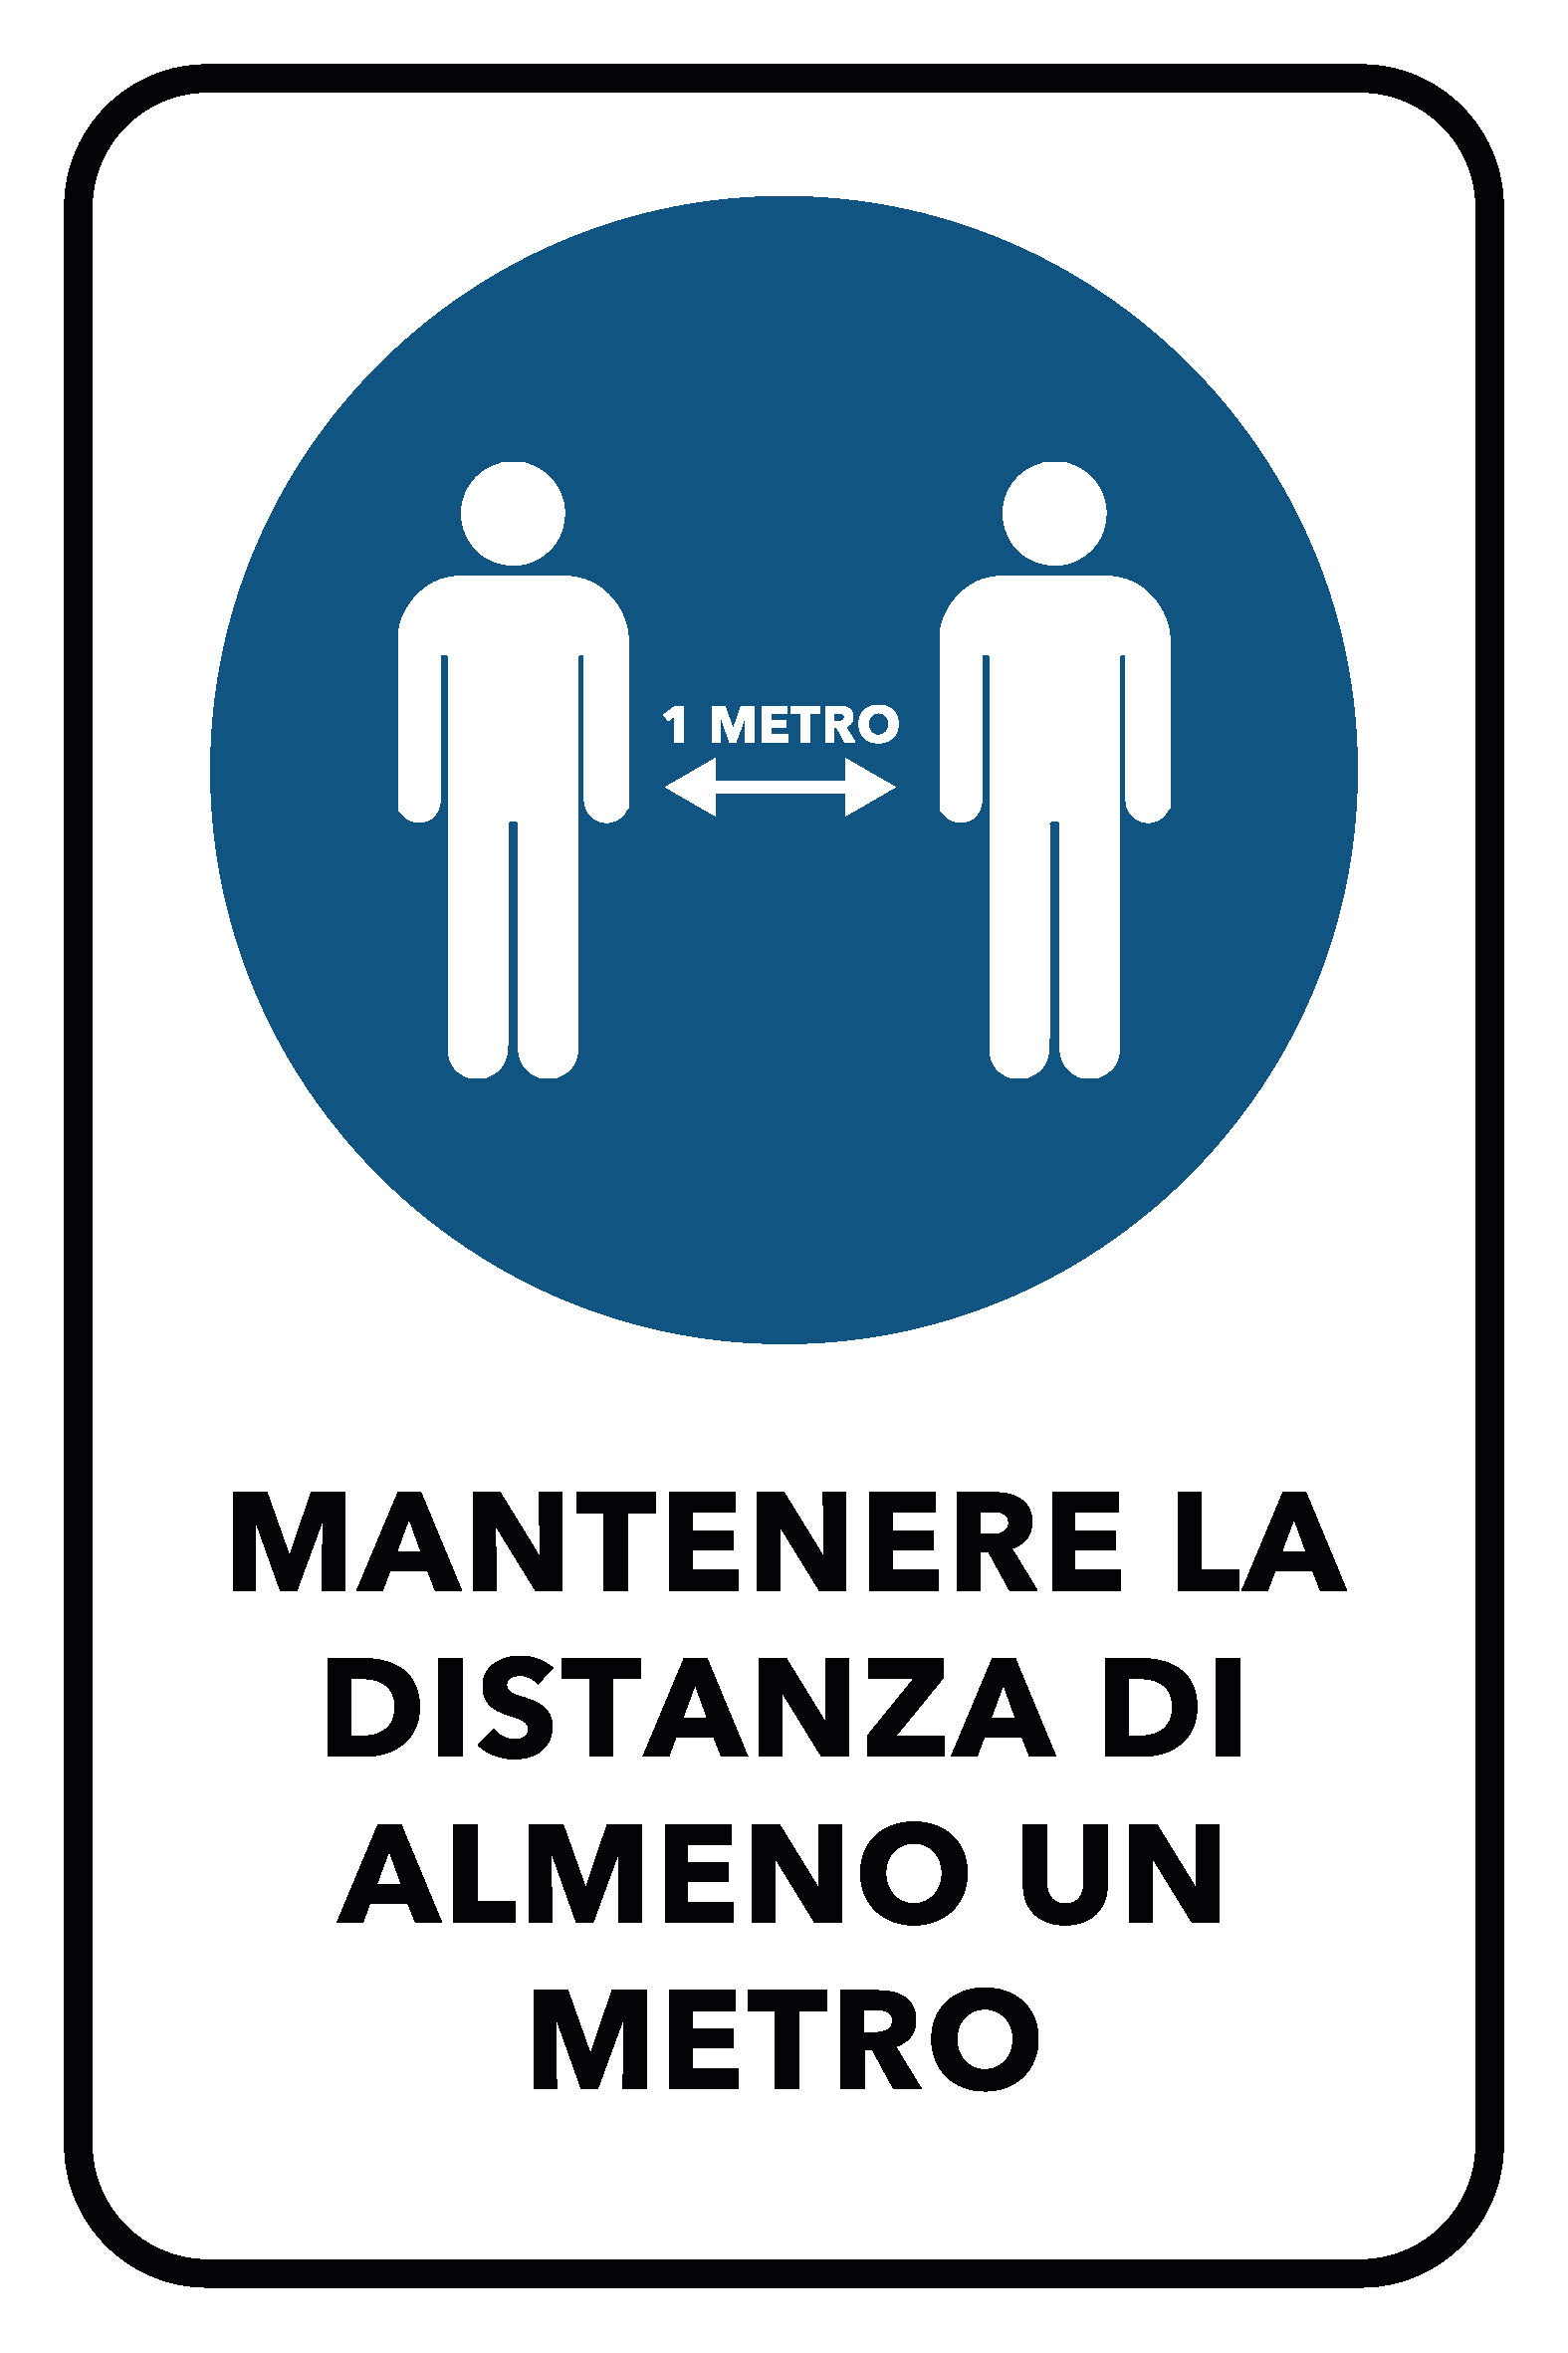 1 METRO
MANTENERE LA
DISTANZA DI
ALMENO UN
METRO